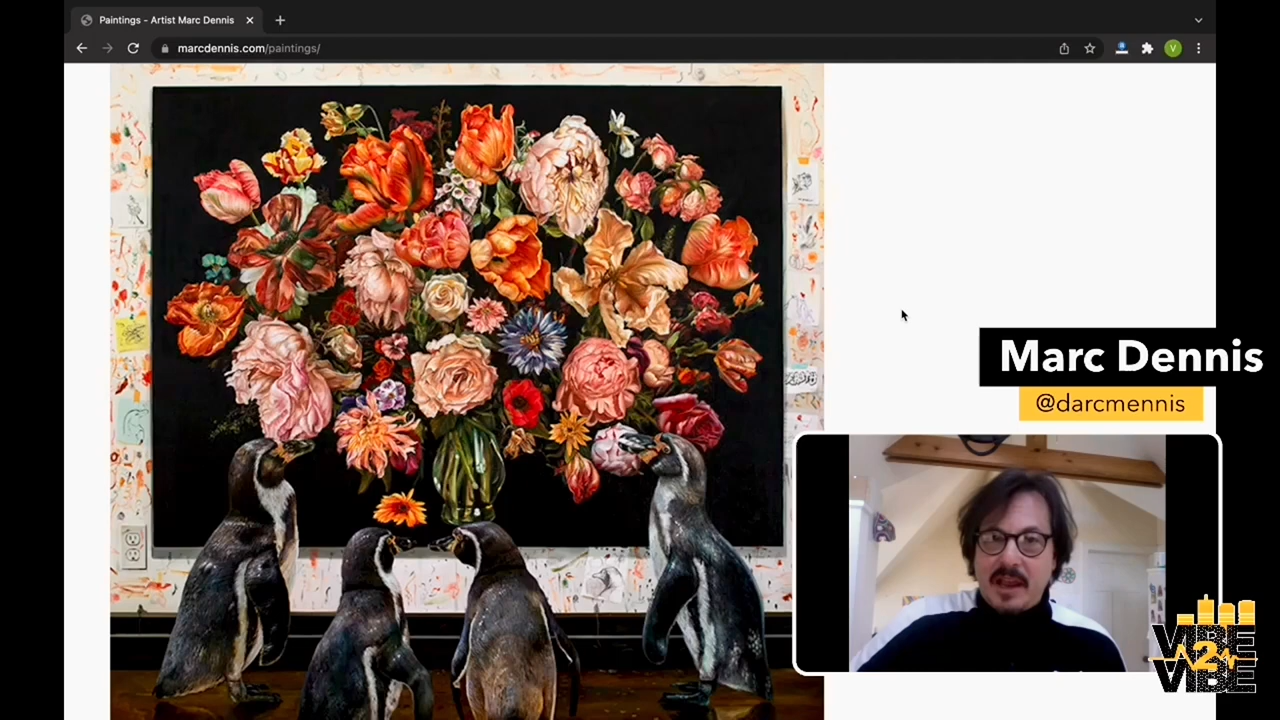 Paintings - Artist Marc Dennis
marcdennis.com/paintings/
V
Marc Dennis
@darcmennis
VIBE
2
VIBE